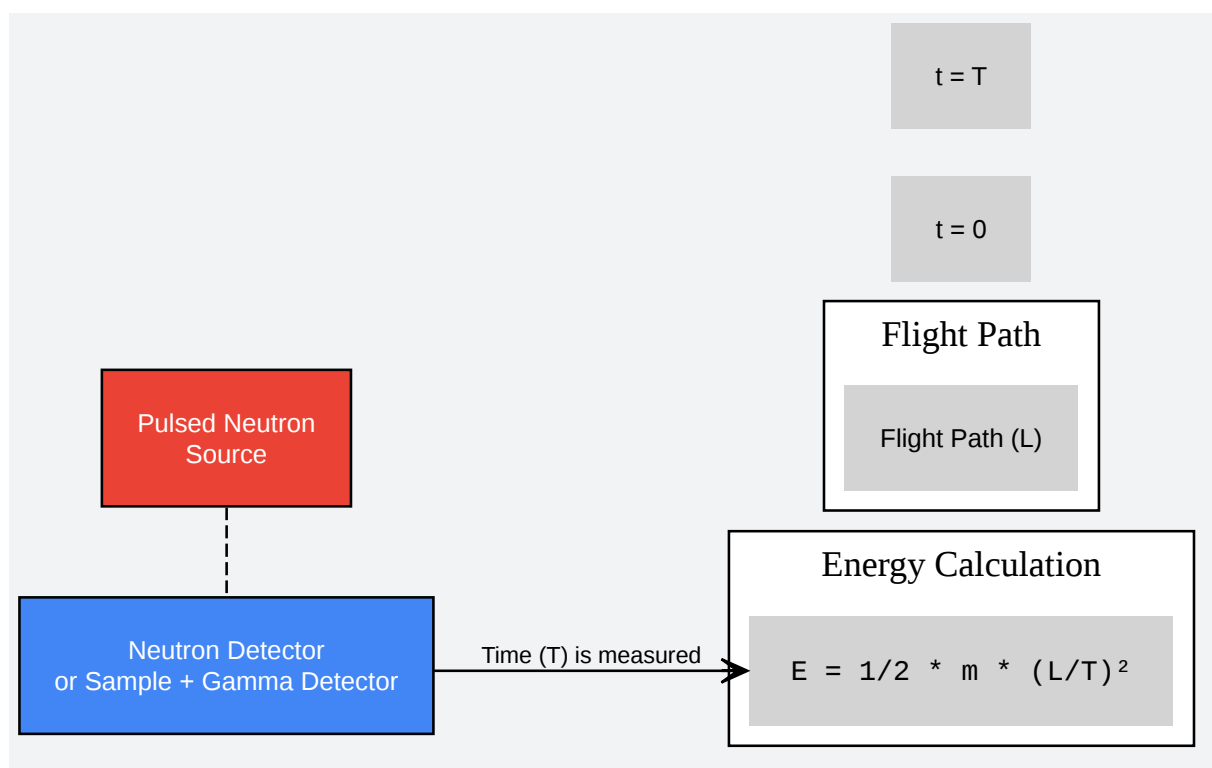 t = T
t = 0
Flight Path
Flight Path (L)
Pulsed Neutron
Source
Energy Calculation
Neutron Detector
or Sample + Gamma Detector
Time (T) is measured
E = 1/2 * m * (L/T)²